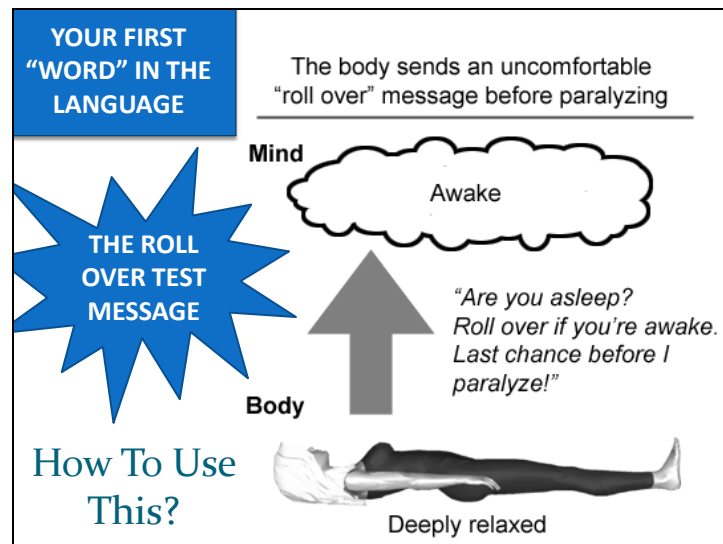 YOUR FIRST
“WORD” IN THE
LANGUAGE
The body sends an uncomfortable
“roll over” message before paralyzing
Mind
Awake
THE ROLL
OVER TEST
MESSAGE
“Are you asleep?
Roll over if you’re awake.
Last chance before I
paralyze!”
Body
How To Use
This?
Deeply relaxed